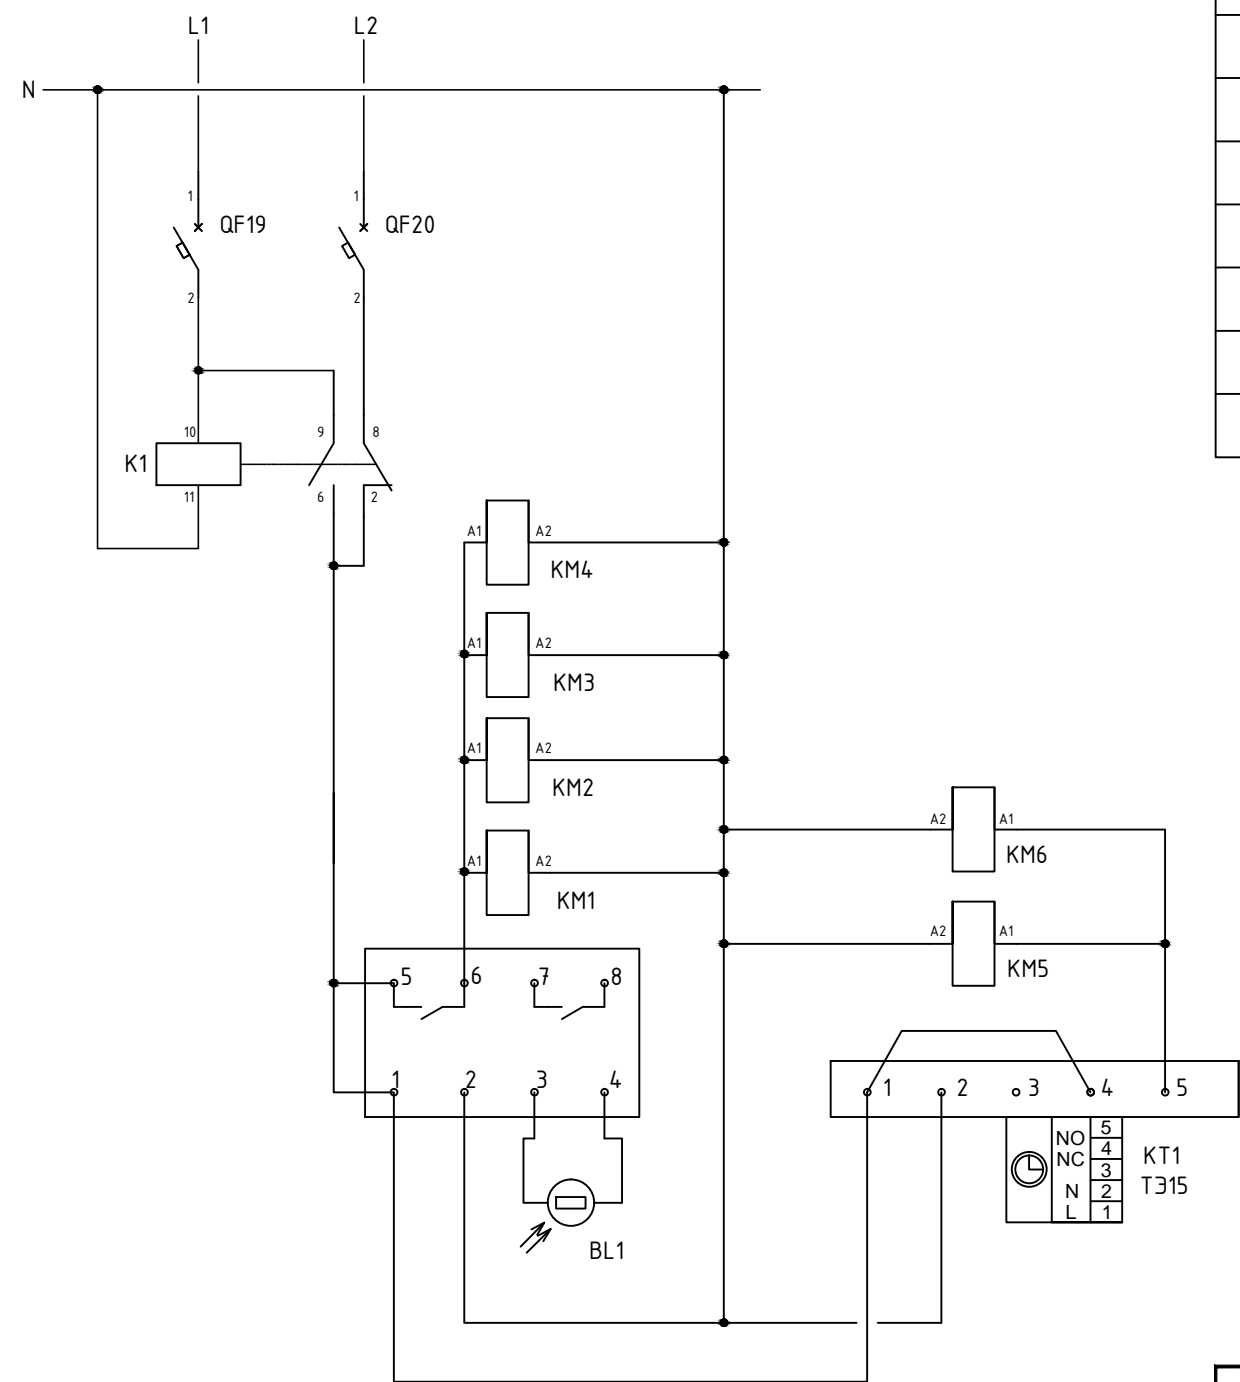 L1 L2
N
1 1
QF19 QF20
2 2
10 9 8
K1
11 6 2
A1 A2
KM4
A1 A2
KM3
A1 A2
KM2
A2 A1
KM6
A1 A2
KM1
A2 A1
KM5
5 6 7 8
1 2 3 4
1 2 3 4 5
NO 5
NC 4
3
N 2
L 1
KT1
ТЭ15
BL1